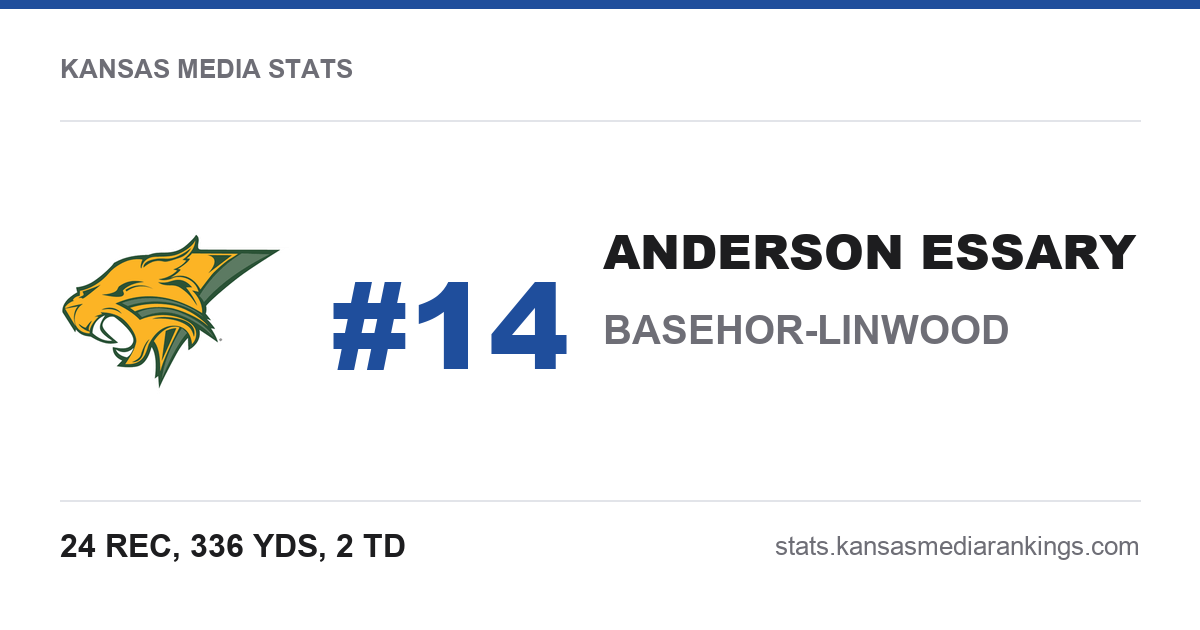 KANSAS MEDIA STATS
#14
ANDERSON ESSARY
BASEHOR-LINWOOD
24 REC, 336 YDS, 2 TD
stats.kansasmediarankings.com